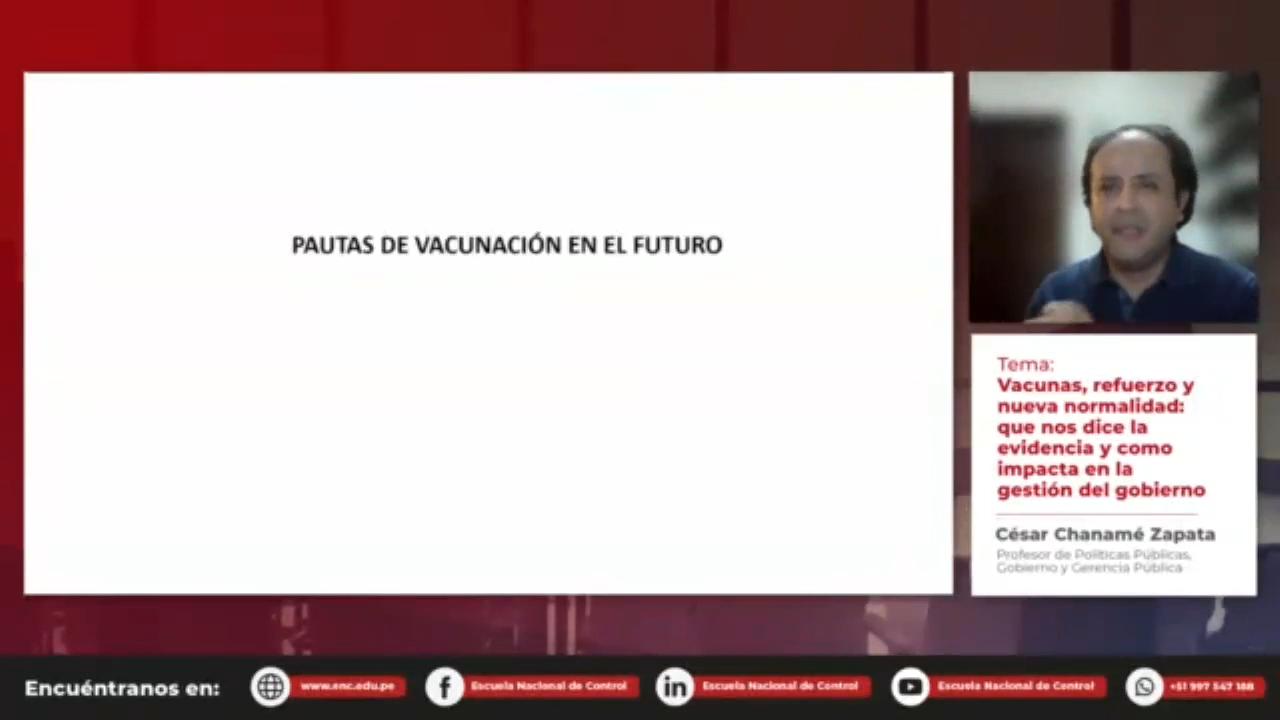 PAUTAS DE VACUNACIÓN EN EL FUTURO
Tema:
Vacunas, refuerzo y
nueva normalidad:
que nos dice la
evidencia y como
impacta en la
gestión del gobierno
César Chanamé Zapata
Profesor de Políticas Públicas,
Gobierno y Gerencia Pública
Encuéntranos en:
www.enc.edu.pe
Escuela Nacional de Control
Escuela Nacional de Control
Escuela Nacional de Control
+51 997 547 188